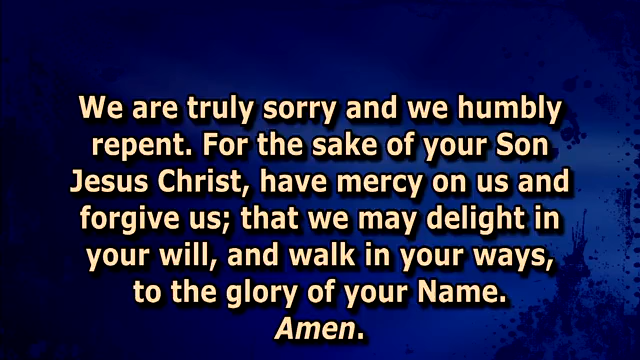 We are truly sorry and we humbly
repent. For the sake of your Son
Jesus Christ, have mercy on us and
forgive us; that we may delight in
your will, and walk in your ways,
to the glory of your Name.
Amen.